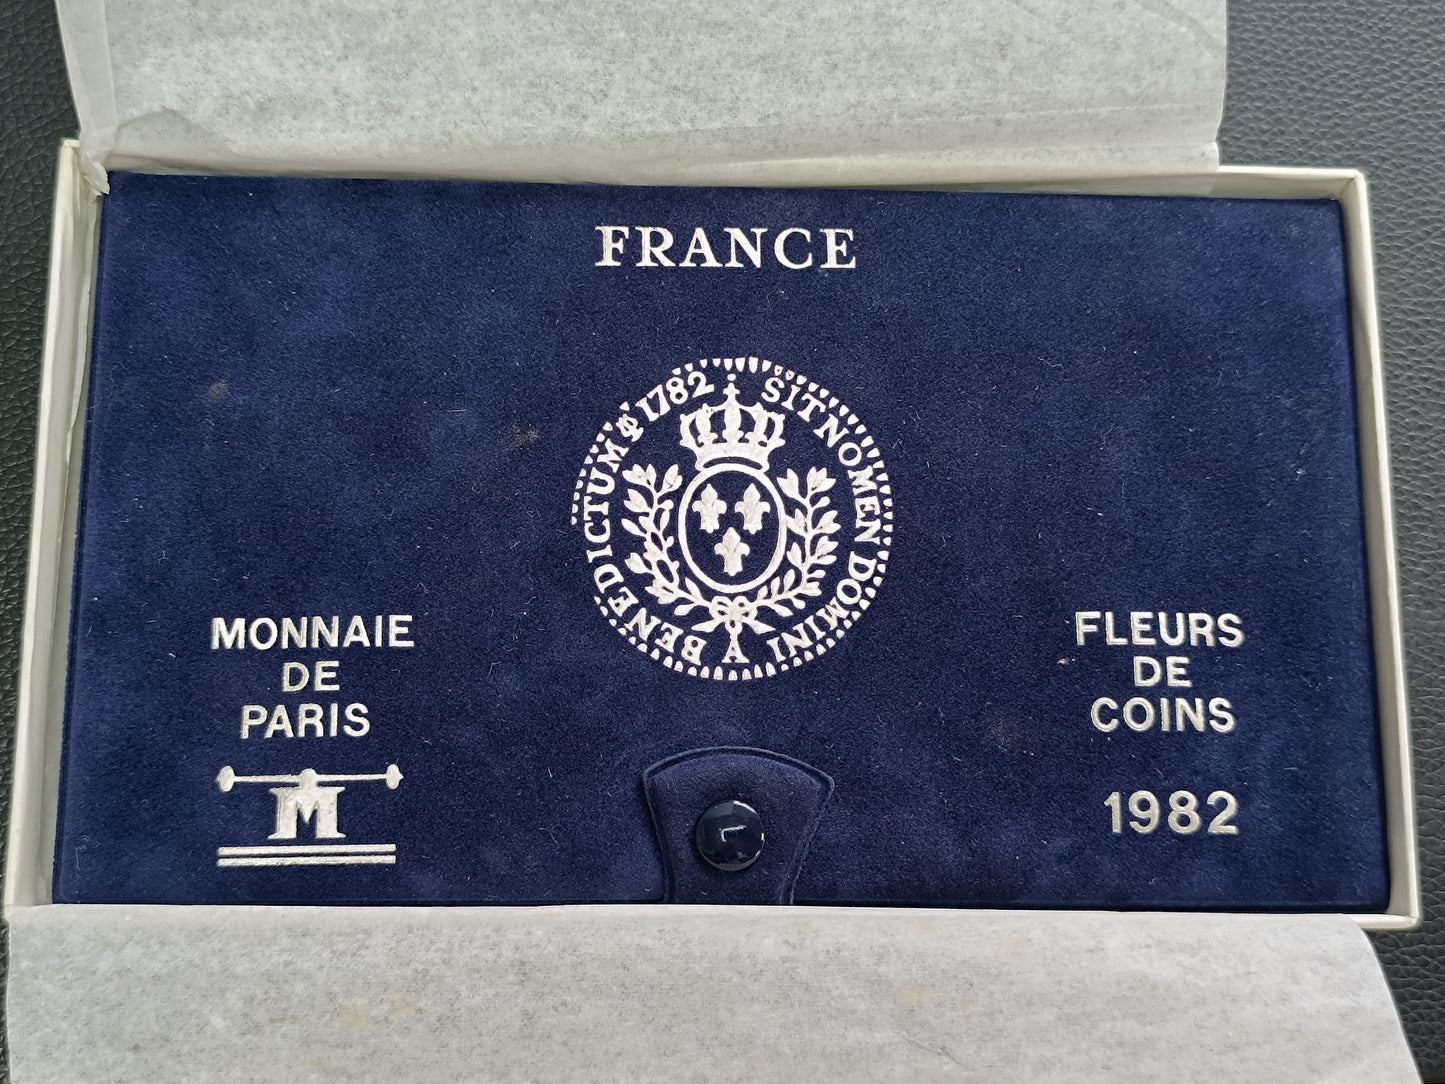 FRANCE
SIT NOMEN DOMINI A BENEDICTUM 1782
MONNAIE
DE
PARIS
M
FLEURS
DE
COINS
1982